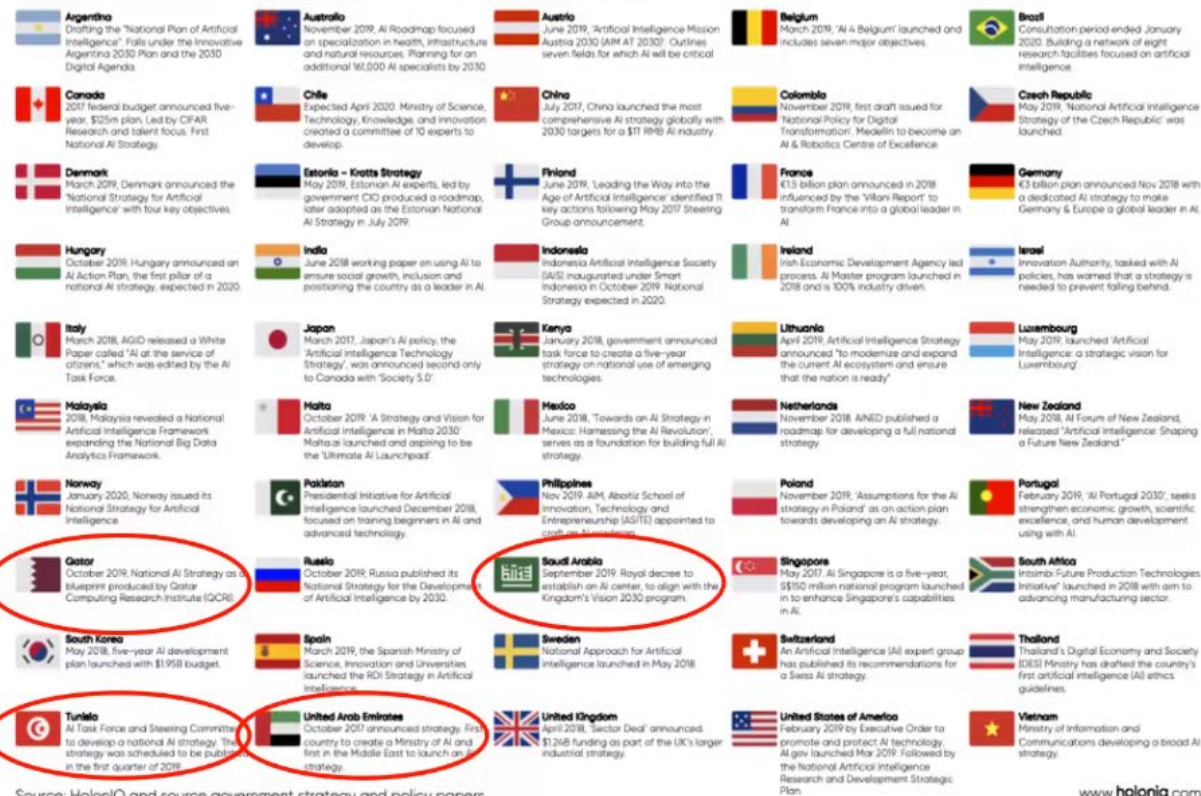 Argentina
Drafting the "National Plan of Artificial
Intelligence". Falls under the Innovative
Argentina 2030 Plan and the 2030
Digital Agenda.
Australia
November 2019, AI Roadmap focused
on specialization in health, infrastructure
and natural resources. Planning for an
additional 161,000 AI specialists by 2030.
Austria
June 2019, 'Artificial Intelligence Mission
Austria 2030 (AIM AT 2030)'. Outlines
seven fields for which AI will be critical
Belgium
March 2019, 'AI 4 Belgium' launched and
includes seven major objectives.
Brazil
Consultation period ended January
2020. Building a network of eight
research facilities focused on artificial
intelligence.
Canada
2017 federal budget announced five-
year, $125m plan. Led by CIFAR
Research and talent focus. First
National AI Strategy.
Chile
Expected April 2020. Ministry of Science,
Technology, Knowledge, and Innovation
created a committee of 10 experts to
develop.
China
July 2017, China launched the most
comprehensive AI strategy globally with
2030 targets for a $1T RMB AI industry.
Colombia
November 2019, first draft issued for
'National Policy for Digital
Transformation'. Medellin to become an
AI & Robotics Centre of Excellence.
Czech Republic
May 2019, 'National Artificial Intelligence
Strategy of the Czech Republic' was
launched.
Denmark
March 2019, Denmark announced the
'National Strategy for Artificial
Intelligence' with four key objectives.
Estonia – Kratts Strategy
May 2019, Estonian AI experts, led by
government CIO produced a roadmap,
later adopted as the Estonian National
AI Strategy in July 2019.
Finland
June 2019, 'Leading the Way into the
Age of Artificial Intelligence' identified 11
key actions following May 2017 Steering
Group announcement.
France
€1.5 billion plan announced in 2018
influenced by the 'Villani Report' to
transform France into a global leader in
AI
Germany
€3 billion plan announced Nov 2018 with
a dedicated AI strategy to make
Germany & Europe a global leader in AI.
Hungary
October 2019, Hungary announced an
AI Action Plan, the first pillar of a
national AI strategy, expected in 2020.
India
June 2018 working paper on using AI to
ensure social growth, inclusion and
positioning the country as a leader in AI.
Indonesia
Indonesia Artificial Intelligence Society
(IAIS) inaugurated under Smart
Indonesia in October 2019. National
Strategy expected in 2020.
Ireland
Irish Economic Development Agency led
process. AI Master program launched in
2018 and is 100% industry driven.
Israel
Innovation Authority, tasked with AI
policies, has warned that a strategy is
needed to prevent falling behind.
Italy
March 2018, AGID released a White
Paper called "AI at the service of
citizens," which was edited by the AI
Task Force.
Japan
March 2017, Japan's AI policy, the
'Artificial Intelligence Technology
Strategy', was announced second only
to Canada with 'Society 5.0'.
Kenya
January 2018, government announced
task force to create a five-year
strategy on national use of emerging
technologies.
Lithuania
April 2019, Artificial Intelligence Strategy
announced "to modernize and expand
the current AI ecosystem and ensure
that the nation is ready"
Luxembourg
May 2019, launched 'Artificial
Intelligence: a strategic vision for
Luxembourg'
Malaysia
2018, Malaysia revealed a National
Artificial Intelligence Framework
expanding the National Big Data
Analytics Framework.
Malta
October 2019 'A Strategy and Vision for
Artificial Intelligence in Malta 2030'
Malta.ai launched and aspiring to be
the 'Ultimate AI Launchpad'
Mexico
June 2018, 'Towards an AI Strategy in
Mexico: Harnessing the AI Revolution',
serves as a foundation for building full AI
strategy.
Netherlands
November 2018. AINED published a
roadmap for developing a full national
strategy.
New Zealand
May 2018, AI Forum of New Zealand,
released "Artificial Intelligence: Shaping
a Future New Zealand."
Norway
January 2020, Norway issued its
National Strategy for Artificial
Intelligence.
Pakistan
Presidential Initiative for Artificial
Intelligence launched December 2018,
focused on training beginners in AI and
advanced technology.
Philippines
Nov 2019. AIM, Aboitiz School of
Innovation, Technology and
Entrepreneurship (ASITE) appointed to
craft an AI roadmap.
Poland
November 2019, 'Assumptions for the AI
strategy in Poland' as an action plan
towards developing an AI strategy.
Portugal
February 2019, 'AI Portugal 2030', seeks
strengthen economic growth, scientific
excellence, and human development
using with AI.
Qatar
October 2019, National AI Strategy as a
blueprint produced by Qatar
Computing Research Institute (QCRI).
Russia
October 2019, Russia published its
National Strategy for the Development
of Artificial Intelligence by 2030.
Saudi Arabia
September 2019. Royal decree to
establish an AI center, to align with the
Kingdom's Vision 2030 program.
Singapore
May 2017. AI Singapore is a five-year,
S$150 million national program launched
in to enhance Singapore's capabilities
in AI.
South Africa
Intsimbi Future Production Technologies
Initiative" launched in 2018 with aim to
advancing manufacturing sector.
South Korea
May 2018, five-year AI development
plan launched with $1.95B budget.
Spain
March 2019, the Spanish Ministry of
Science, Innovation and Universities
launched the RDI Strategy in Artificial
Intelligence.
Sweden
National Approach for Artificial
Intelligence launched in May 2018.
Switzerland
An Artificial Intelligence (AI) expert group
has published its recommendations for
a Swiss AI strategy.
Thailand
Thailand's Digital Economy and Society
(DES) Ministry has drafted the country's
first artificial intelligence (AI) ethics
guidelines.
Tunisia
AI Task Force and Steering Committee
to develop a national AI strategy. The
strategy was scheduled to be publish
in the first quarter of 2019.
United Arab Emirates
October 2017 announced strategy. First
country to create a Ministry of AI and
first in the Middle East to launch an AI
strategy.
United Kingdom
April 2018, 'Sector Deal' announced.
$1.24B funding as part of the UK's larger
industrial strategy.
United States of America
February 2019 by Executive Order to
promote and protect AI technology.
AI.gov launched Mar 2019. Followed by
the National Artificial Intelligence
Research and Development Strategic
Plan.
Vietnam
Ministry of Information and
Communications developing a broad AI
strategy.
Source: HolonIQ and source government strategy and policy papers
www.holoniq.com